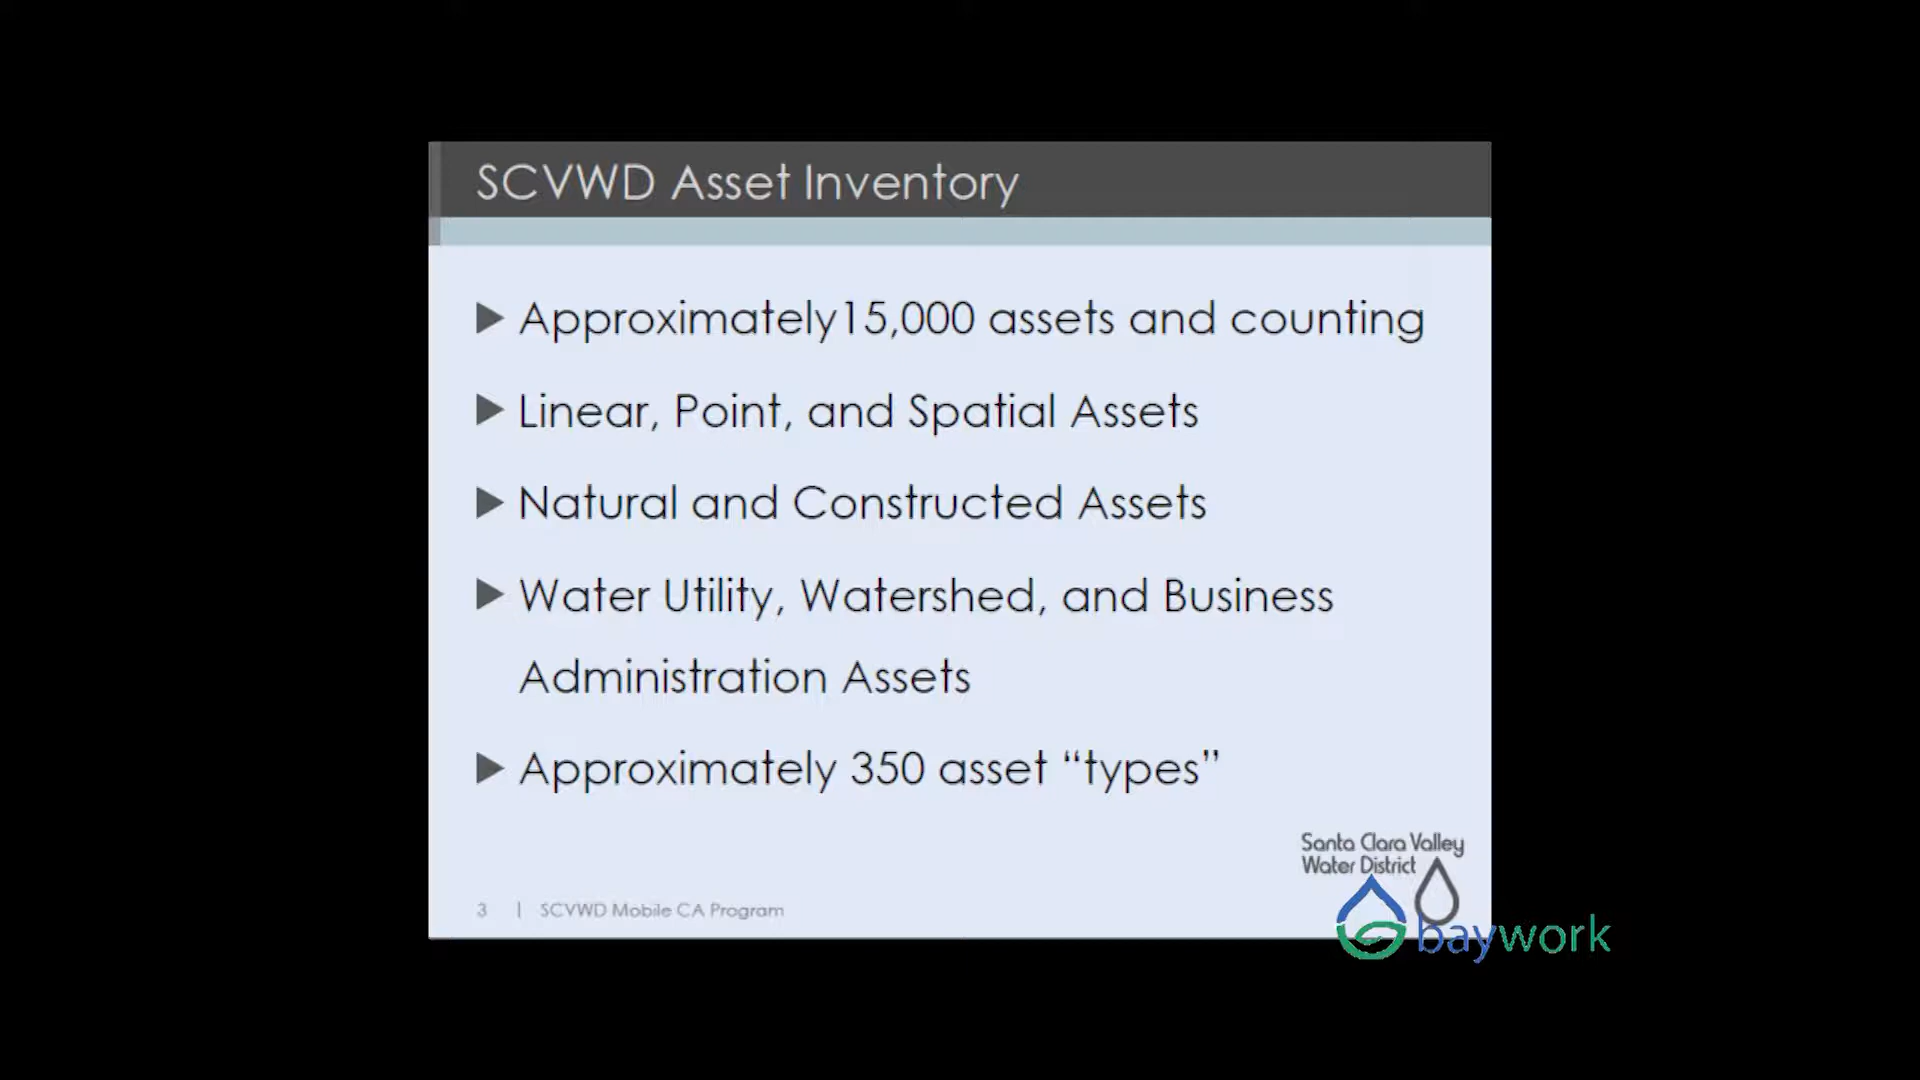 SCVWD Asset Inventory
▶ Approximately15,000 assets and counting
▶ Linear, Point, and Spatial Assets
▶ Natural and Constructed Assets
▶ Water Utility, Watershed, and Business
Administration Assets
▶ Approximately 350 asset “types”
Santa Clara Valley
Water District
3 | SCVWD Mobile CA Program
baywork